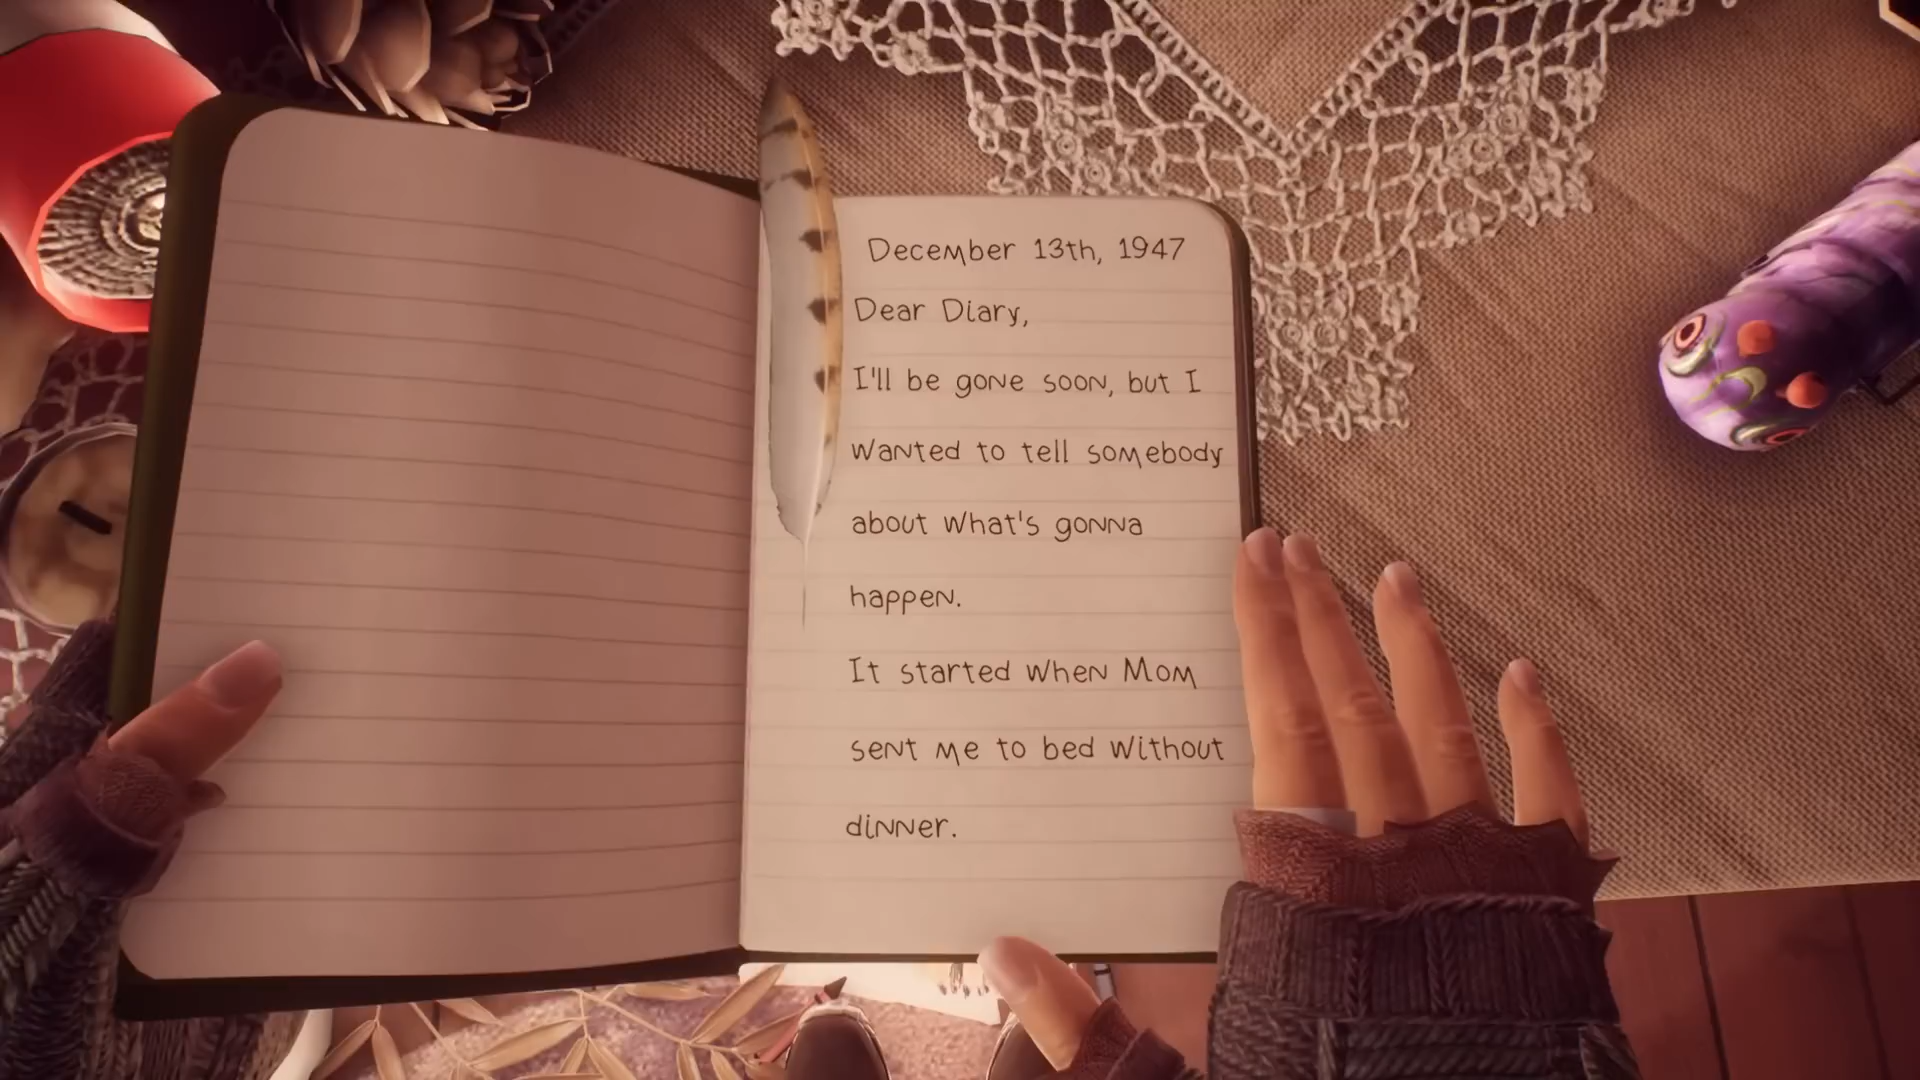 December 13th, 1947
Dear Diary,
I'll be gone soon, but I
wanted to tell somebody
about what's gonna
happen.
It started when Mom
sent me to bed without
dinner.